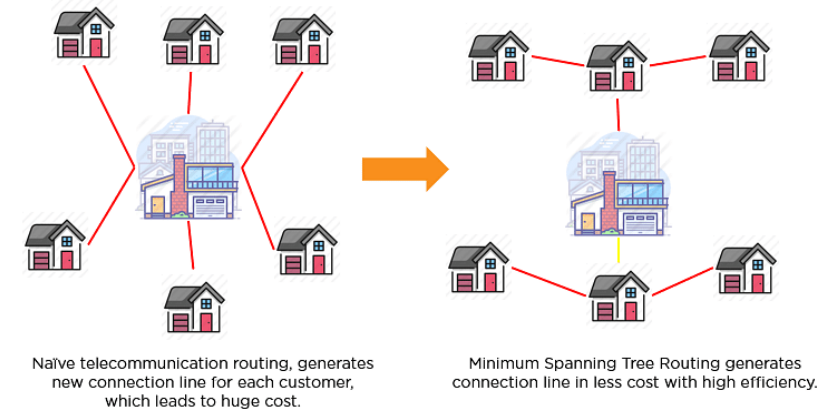 Naïve telecommunication routing, generates
new connection line for each customer,
which leads to huge cost.
Minimum Spanning Tree Routing generates
connection line in less cost with high efficiency.